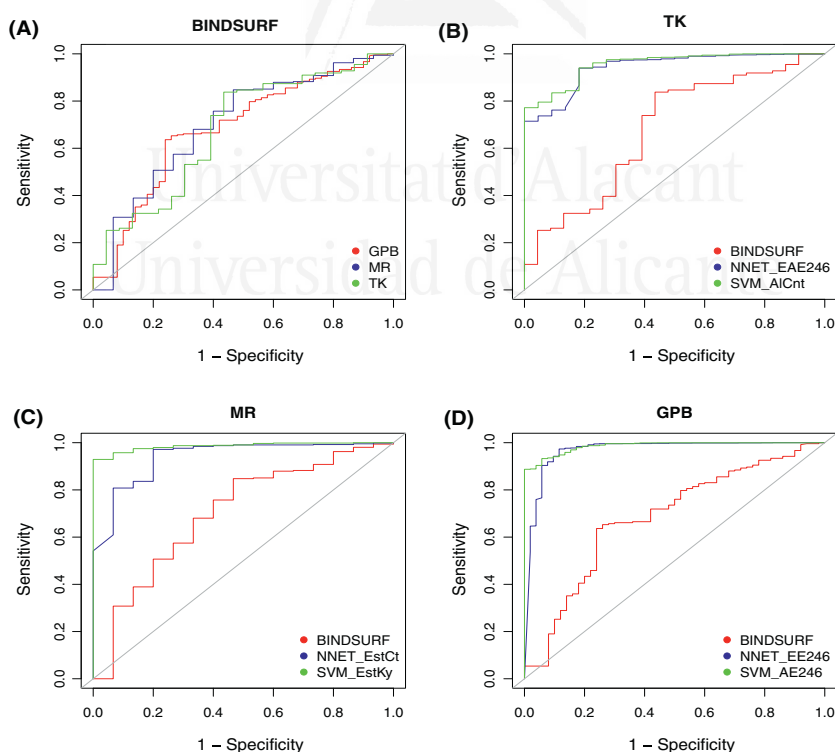 (A)
BINDSURF
Sensitivity
1.0
0.8
0.6
0.4
0.2
0.0
GPB
MR
TK
0.0 0.2 0.4 0.6 0.8 1.0
1 − Specificity
(B)
TK
Sensitivity
1.0
0.8
0.6
0.4
0.2
0.0
BINDSURF
NNET_EAE246
SVM_AlCnt
0.0 0.2 0.4 0.6 0.8 1.0
1 − Specificity
Universitat d'Alacant
Universidad de Alicante
(C)
MR
Sensitivity
1.0
0.8
0.6
0.4
0.2
0.0
BINDSURF
NNET_EstCt
SVM_EstKy
0.0 0.2 0.4 0.6 0.8 1.0
1 − Specificity
(D)
GPB
Sensitivity
1.0
0.8
0.6
0.4
0.2
0.0
BINDSURF
NNET_EE246
SVM_AE246
0.0 0.2 0.4 0.6 0.8 1.0
1 − Specificity